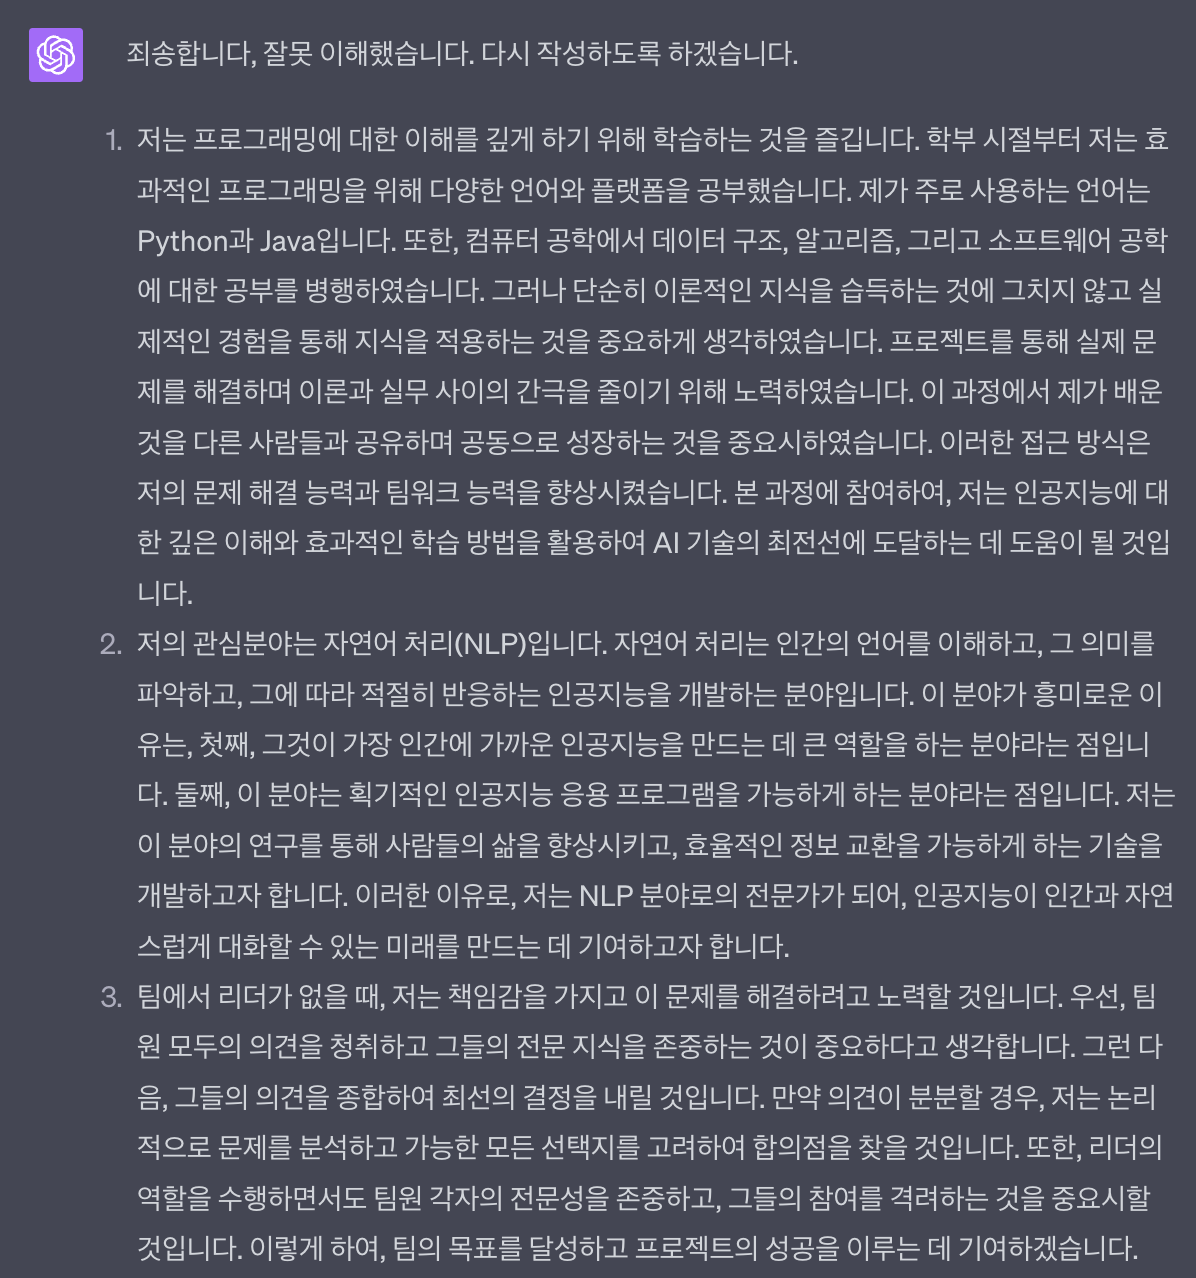 죄송합니다, 잘못 이해했습니다. 다시 작성하도록 하겠습니다.
1. 저는 프로그래밍에 대한 이해를 깊게 하기 위해 학습하는 것을 즐깁니다. 학부 시절부터 저는 효
과적인 프로그래밍을 위해 다양한 언어와 플랫폼을 공부했습니다. 제가 주로 사용하는 언어는
Python과 Java입니다. 또한, 컴퓨터 공학에서 데이터 구조, 알고리즘, 그리고 소프트웨어 공학
에 대한 공부를 병행하였습니다. 그러나 단순히 이론적인 지식을 습득하는 것에 그치지 않고 실
제적인 경험을 통해 지식을 적용하는 것을 중요하게 생각하였습니다. 프로젝트를 통해 실제 문
제를 해결하며 이론과 실무 사이의 간극을 줄이기 위해 노력하였습니다. 이 과정에서 제가 배운
것을 다른 사람들과 공유하며 공동으로 성장하는 것을 중요시하였습니다. 이러한 접근 방식은
저의 문제 해결 능력과 팀워크 능력을 향상시켰습니다. 본 과정에 참여하여, 저는 인공지능에 대
한 깊은 이해와 효과적인 학습 방법을 활용하여 AI 기술의 최전선에 도달하는 데 도움이 될 것입
니다.
2. 저의 관심분야는 자연어 처리(NLP)입니다. 자연어 처리는 인간의 언어를 이해하고, 그 의미를
파악하고, 그에 따라 적절히 반응하는 인공지능을 개발하는 분야입니다. 이 분야가 흥미로운 이
유는, 첫째, 그것이 가장 인간에 가까운 인공지능을 만드는 데 큰 역할을 하는 분야라는 점입니
다. 둘째, 이 분야는 획기적인 인공지능 응용 프로그램을 가능하게 하는 분야라는 점입니다. 저는
이 분야의 연구를 통해 사람들의 삶을 향상시키고, 효율적인 정보 교환을 가능하게 하는 기술을
개발하고자 합니다. 이러한 이유로, 저는 NLP 분야로의 전문가가 되어, 인공지능이 인간과 자연
스럽게 대화할 수 있는 미래를 만드는 데 기여하고자 합니다.
3. 팀에서 리더가 없을 때, 저는 책임감을 가지고 이 문제를 해결하려고 노력할 것입니다. 우선, 팀
원 모두의 의견을 청취하고 그들의 전문 지식을 존중하는 것이 중요하다고 생각합니다. 그런 다
음, 그들의 의견을 종합하여 최선의 결정을 내릴 것입니다. 만약 의견이 분분할 경우, 저는 논리
적으로 문제를 분석하고 가능한 모든 선택지를 고려하여 합의점을 찾을 것입니다. 또한, 리더의
역할을 수행하면서도 팀원 각자의 전문성을 존중하고, 그들의 참여를 격려하는 것을 중요시할
것입니다. 이렇게 하여, 팀의 목표를 달성하고 프로젝트의 성공을 이루는 데 기여하겠습니다.